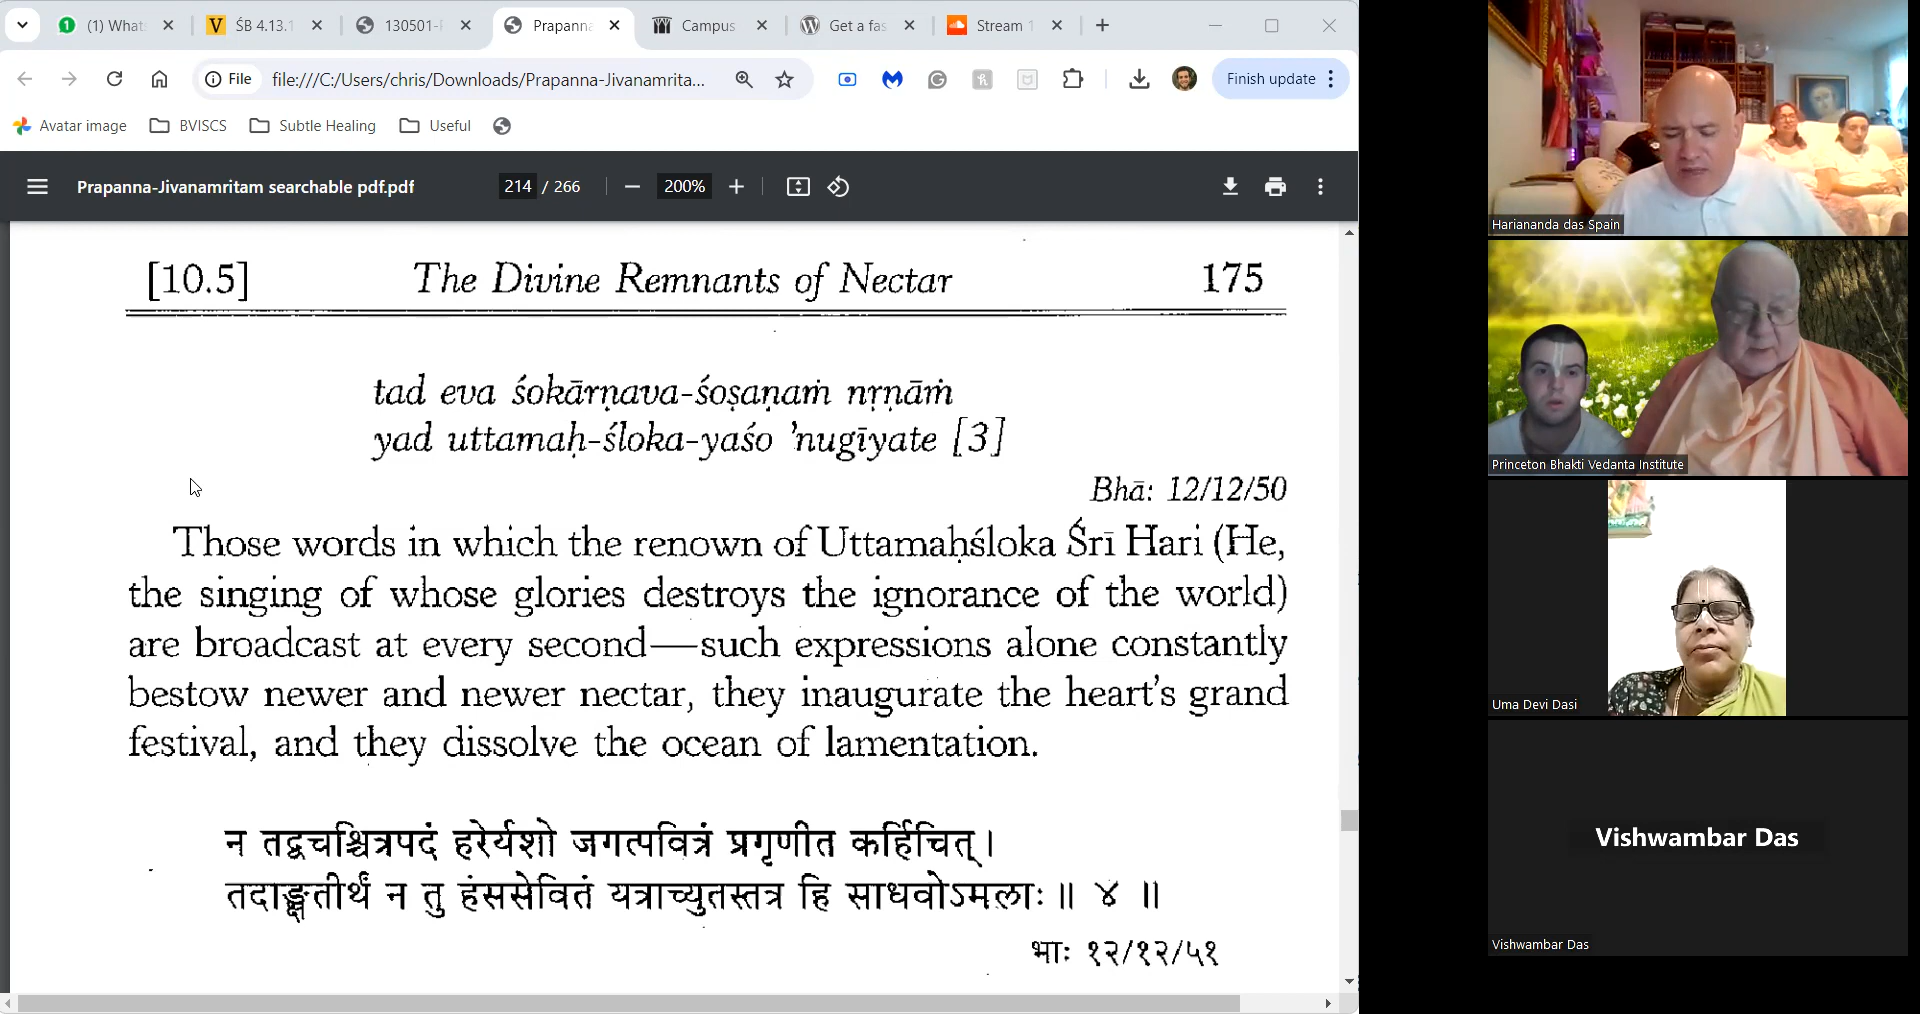 (1) What
ŚB 4.13.1
130501-
Prapanna
Campus
Get a fas
Stream 1
File
file:///C:/Users/chris/Downloads/Prapanna-Jivanamrita...
Finish update
Avatar image
BVISCS
Subtle Healing
Useful
Prapanna-Jivanamritam searchable pdf.pdf
214 / 266
200%
[10.5] The Divine Remnants of Nectar 175
tad eva śokārṇava-śoṣaṇaṁ nṛṇāṁ
yad uttamaḥ-śloka-yaśo 'nugīyate [3]
Bhā: 12/12/50
Those words in which the renown of Uttamaḥśloka Śrī Hari (He,
the singing of whose glories destroys the ignorance of the world)
are broadcast at every second—such expressions alone constantly
bestow newer and newer nectar, they inaugurate the heart's grand
festival, and they dissolve the ocean of lamentation.
न तद्वचश्चित्रपदं हरेर्यशो जगत्पवित्रं प्रगृणीत कर्हिचित् ।
तदाङ्क्षतीर्थं न तु हंससेवितं यत्राच्युतस्तत्र हि साधवोऽमलाः ॥ ४ ॥
भाः १२/१२/५१
Hariananda das Spain
Princeton Bhakti Vedanta Institute
Uma Devi Dasi
Vishwambar Das
Vishwambar Das